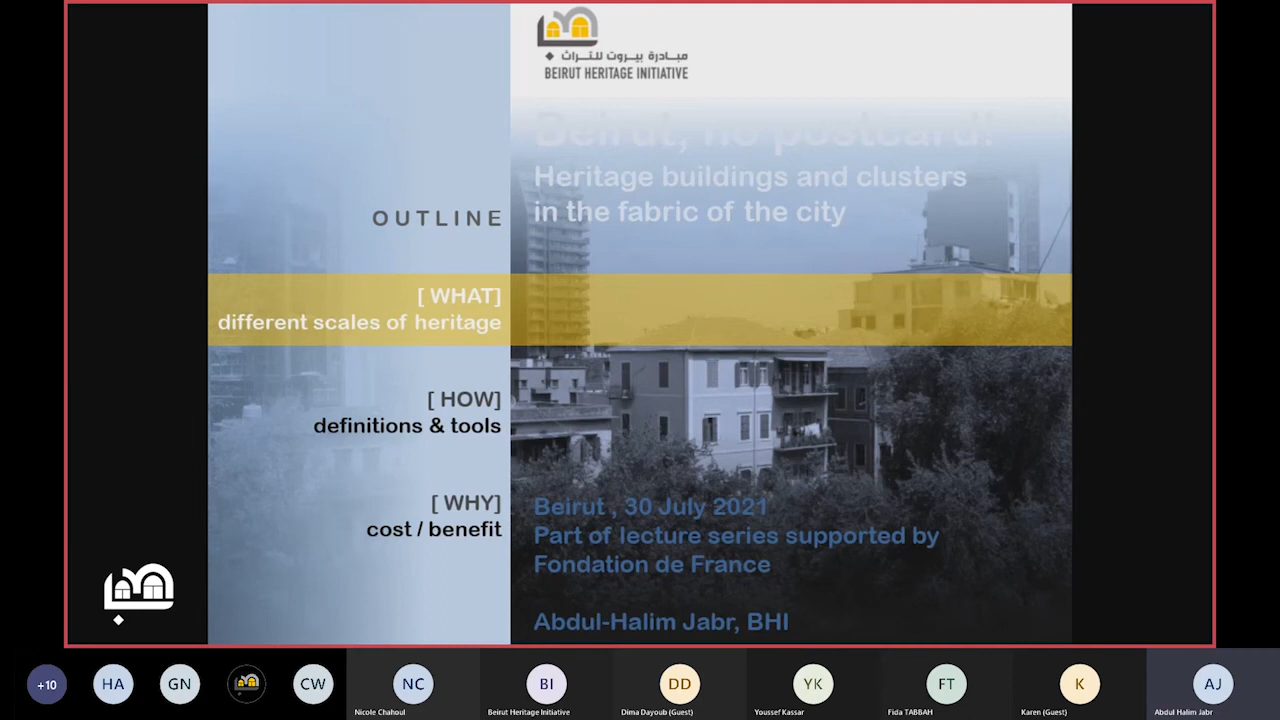 مبادرة بيروت للتراث
BEIRUT HERITAGE INITIATIVE
Beirut, no postcard!
Heritage buildings and clusters
in the fabric of the city
OUTLINE
[ WHAT]
different scales of heritage
[ HOW]
definitions & tools
[ WHY]
cost / benefit
Beirut , 30 July 2021
Part of lecture series supported by
Fondation de France
Abdul-Halim Jabr, BHI
+10
HA
GN
CW
NC
BI
DD
YK
FT
K
AJ
Nicole Chahoul
Beirut Heritage Initiative
Dima Dayoub (Guest)
Youssef Kassar
Fida TABBAH
Karen (Guest)
Abdul Halim Jabr